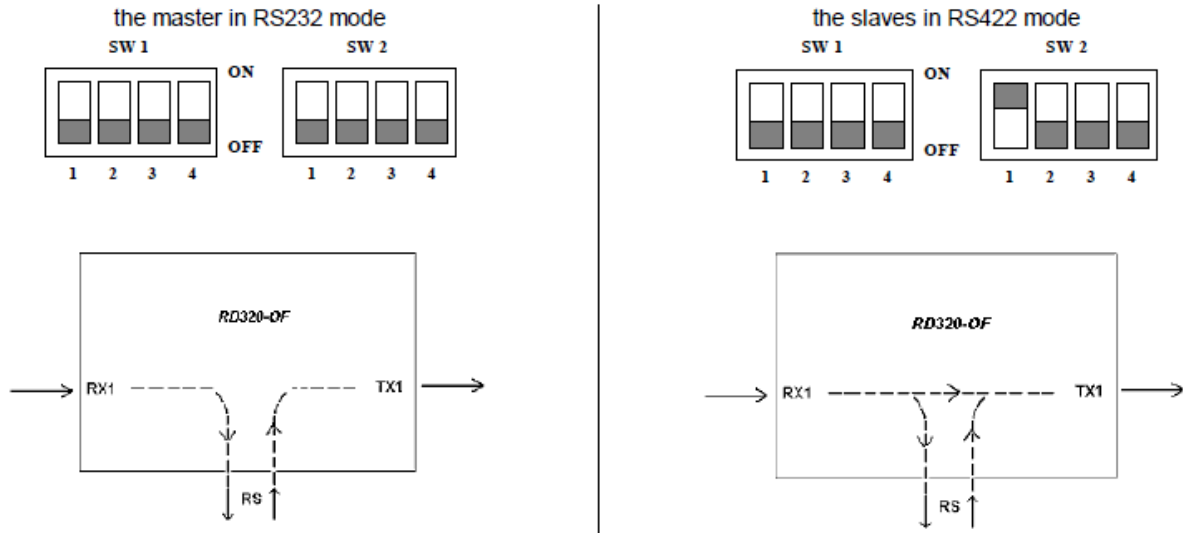 the master in RS232 mode
SW 1
SW 2
ON
OFF
1 2 3 4
1 2 3 4
RD320-OF
RX1
TX1
RS
the slaves in RS422 mode
SW 1
SW 2
ON
OFF
1 2 3 4
1 2 3 4
RD320-OF
RX1
TX1
RS